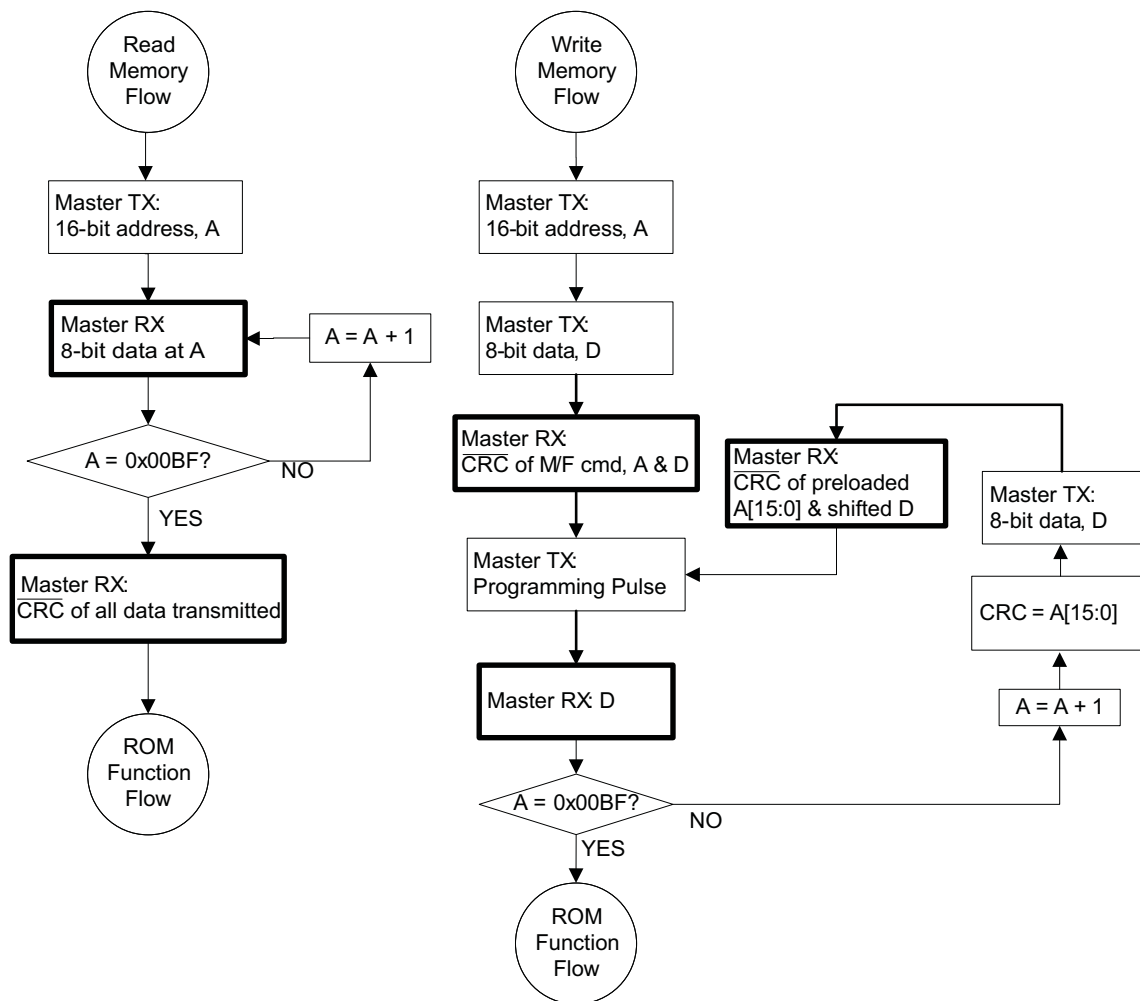 Read
Memory
Flow
Master TX:
16-bit address, A
Master RX:
8-bit data at A
A = A + 1
A = 0x00BF?
NO
YES
Master RX:
CRC of all data transmitted
ROM
Function
Flow
Write
Memory
Flow
Master TX:
16-bit address, A
Master TX:
8-bit data, D
Master RX:
CRC of M/F cmd, A & D
Master TX:
Programming Pulse
Master RX: D
A = 0x00BF?
NO
YES
ROM
Function
Flow
A = A + 1
CRC = A[15:0]
Master TX:
8-bit data, D
Master RX:
CRC of preloaded
A[15:0] & shifted D